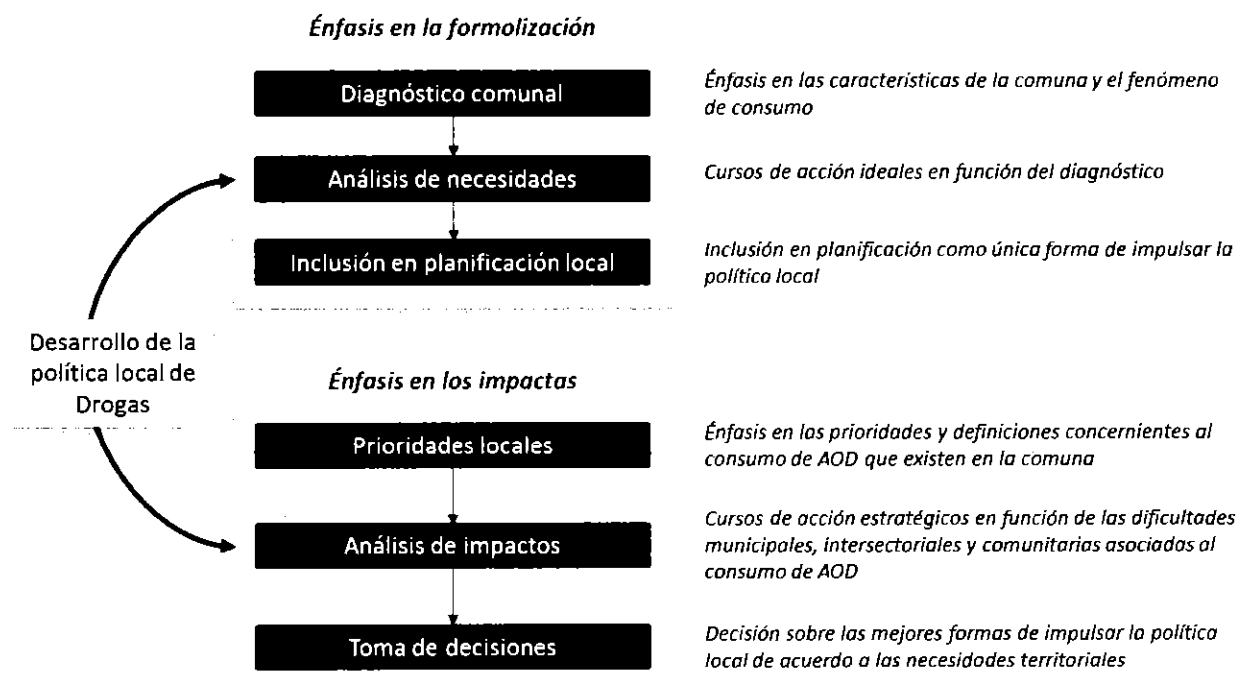 Énfasis en la formolización
Diagnóstico comunal
Énfasis en las características de la comuna y el fenómeno
de consumo
Análisis de necesidades
Cursos de acción ideales en función del diagnóstico
Inclusión en planificación local
Inclusión en planificación como única forma de impulsar la
política local
Desarrollo de la
política local de
Drogas
Énfasis en los impactas
Prioridades locales
Énfasis en las prioridades y definiciones concernientes al
consumo de AOD que existen en la comuna
Análisis de impactos
Cursos de acción estratégicos en función de las dificultades
municipales, intersectoriales y comunitarias asociadas al
consumo de AOD
Toma de decisiones
Decisión sobre las mejores formas de impulsar la política
local de acuerdo a las necesidades territoriales